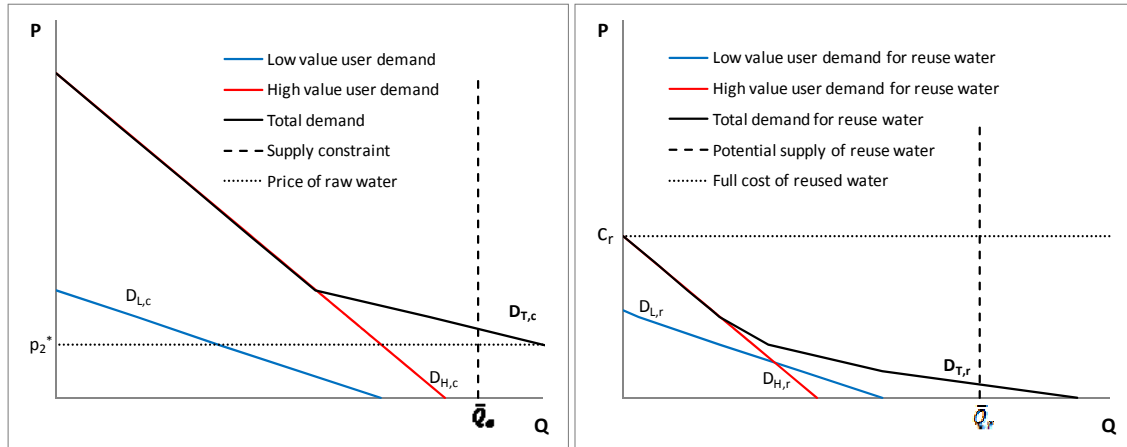 P
Low value user demand
High value user demand
Total demand
Supply constraint
Price of raw water
D_L,c
D_T,c
p₂*
D_H,c
Q̄_a
Q
P
Low value user demand for reuse water
High value user demand for reuse water
Total demand for reuse water
Potential supply of reuse water
Full cost of reused water
C_r
D_L,r
D_T,r
D_H,r
Q̄_r
Q